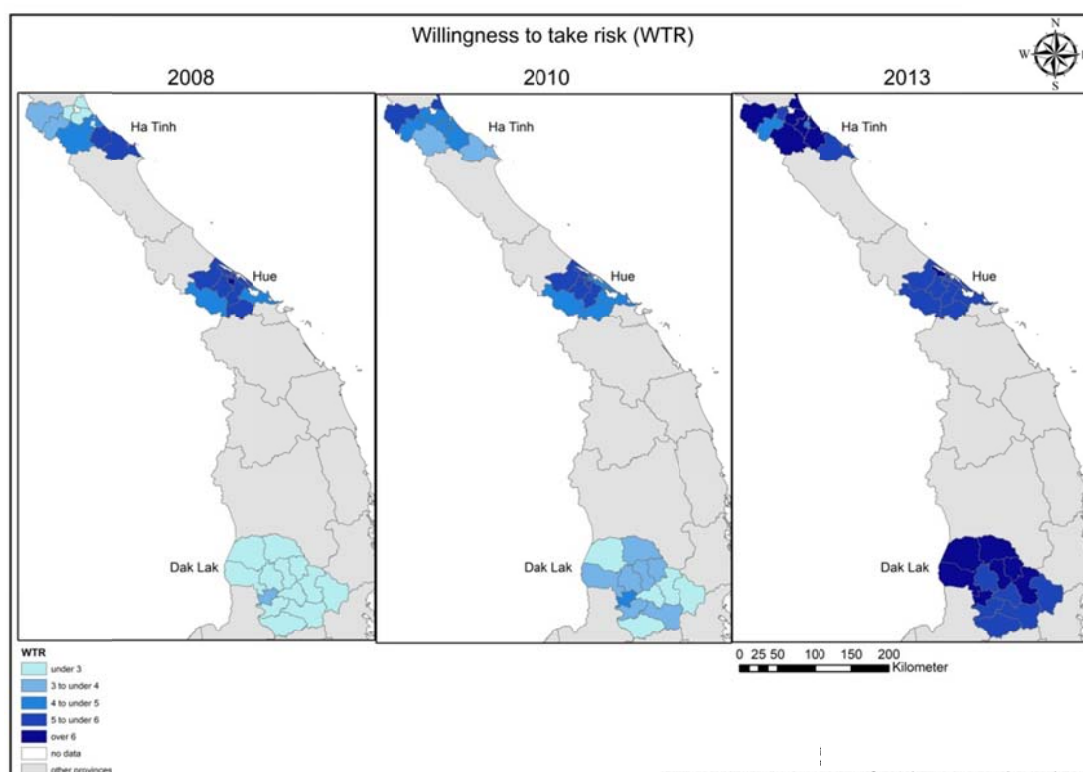 Willingness to take risk (WTR)
N
W
S
2008
2010
2013
Ha Tinh
Ha Tinh
Ha Tinh
Hue
Hue
Hue
Dak Lak
Dak Lak
Dak Lak
WTR
under 3
3 to under 4
4 to under 5
5 to under 6
over 6
no data
other provinces
0 25 50 100 150 200
Kilometer